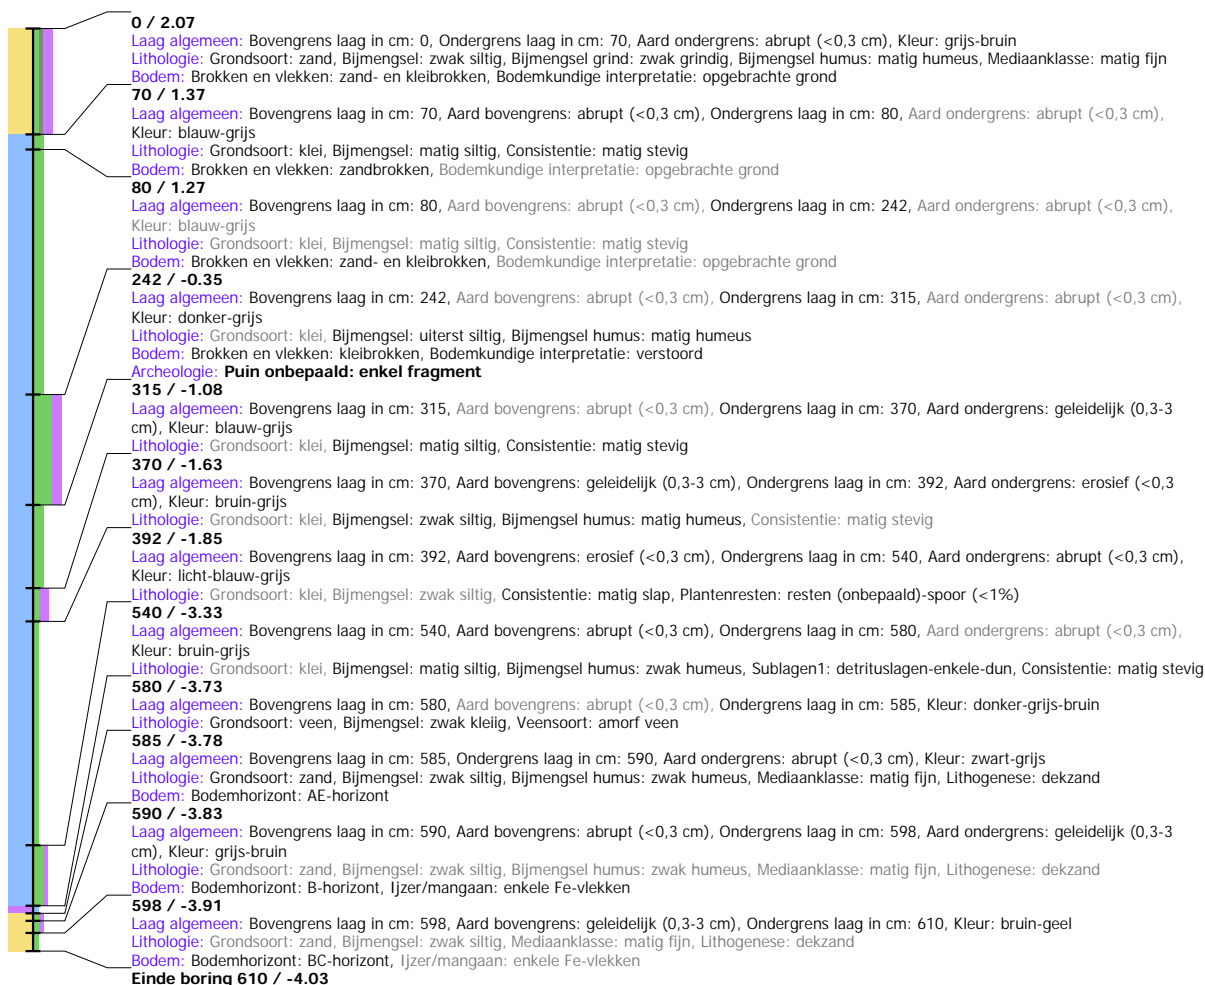 0 / 2.07
Laag algemeen: Bovengrens laag in cm: 0, Ondergrens laag in cm: 70, Aard ondergrens: abrupt (<0,3 cm), Kleur: grijs-bruin
Lithologie: Grondsoort: zand, Bijmengsel: zwak siltig, Bijmengsel grind: zwak grindig, Bijmengsel humus: matig humeus, Mediaanklasse: matig fijn
Bodem: Brokken en vlekken: zand- en kleibrokken, Bodemkundige interpretatie: opgebrachte grond
70 / 1.37
Laag algemeen: Bovengrens laag in cm: 70, Aard bovengrens: abrupt (<0,3 cm), Ondergrens laag in cm: 80, Aard ondergrens: abrupt (<0,3 cm),
Kleur: blauw-grijs
Lithologie: Grondsoort: klei, Bijmengsel: matig siltig, Consistentie: matig stevig
Bodem: Brokken en vlekken: zandbrokken, Bodemkundige interpretatie: opgebrachte grond
80 / 1.27
Laag algemeen: Bovengrens laag in cm: 80, Aard bovengrens: abrupt (<0,3 cm), Ondergrens laag in cm: 242, Aard ondergrens: abrupt (<0,3 cm),
Kleur: blauw-grijs
Lithologie: Grondsoort: klei, Bijmengsel: matig siltig, Consistentie: matig stevig
Bodem: Brokken en vlekken: zand- en kleibrokken, Bodemkundige interpretatie: opgebrachte grond
242 / -0.35
Laag algemeen: Bovengrens laag in cm: 242, Aard bovengrens: abrupt (<0,3 cm), Ondergrens laag in cm: 315, Aard ondergrens: abrupt (<0,3 cm),
Kleur: donker-grijs
Lithologie: Grondsoort: klei, Bijmengsel: uiterst siltig, Bijmengsel humus: matig humeus
Bodem: Brokken en vlekken: kleibrokken, Bodemkundige interpretatie: verstoord
Archeologie: Puin onbepaald: enkel fragment
315 / -1.08
Laag algemeen: Bovengrens laag in cm: 315, Aard bovengrens: abrupt (<0,3 cm), Ondergrens laag in cm: 370, Aard ondergrens: geleidelijk (0,3-3
cm), Kleur: blauw-grijs
Lithologie: Grondsoort: klei, Bijmengsel: matig siltig, Consistentie: matig stevig
370 / -1.63
Laag algemeen: Bovengrens laag in cm: 370, Aard bovengrens: geleidelijk (0,3-3 cm), Ondergrens laag in cm: 392, Aard ondergrens: erosief (<0,3
cm), Kleur: bruin-grijs
Lithologie: Grondsoort: klei, Bijmengsel: zwak siltig, Bijmengsel humus: matig humeus, Consistentie: matig stevig
392 / -1.85
Laag algemeen: Bovengrens laag in cm: 392, Aard bovengrens: erosief (<0,3 cm), Ondergrens laag in cm: 540, Aard ondergrens: abrupt (<0,3 cm),
Kleur: licht-blauw-grijs
Lithologie: Grondsoort: klei, Bijmengsel: zwak siltig, Consistentie: matig slap, Plantenresten: resten (onbepaald)-spoor (<1%)
540 / -3.33
Laag algemeen: Bovengrens laag in cm: 540, Aard bovengrens: abrupt (<0,3 cm), Ondergrens laag in cm: 580, Aard ondergrens: abrupt (<0,3 cm),
Kleur: bruin-grijs
Lithologie: Grondsoort: klei, Bijmengsel: matig siltig, Bijmengsel humus: zwak humeus, Sublagen1: detrituslagen-enkele-dun, Consistentie: matig stevig
580 / -3.73
Laag algemeen: Bovengrens laag in cm: 580, Aard bovengrens: abrupt (<0,3 cm), Ondergrens laag in cm: 585, Kleur: donker-grijs-bruin
Lithologie: Grondsoort: veen, Bijmengsel: zwak kleiig, Veensoort: amorf veen
585 / -3.78
Laag algemeen: Bovengrens laag in cm: 585, Ondergrens laag in cm: 590, Aard ondergrens: abrupt (<0,3 cm), Kleur: zwart-grijs
Lithologie: Grondsoort: zand, Bijmengsel: zwak siltig, Bijmengsel humus: zwak humeus, Mediaanklasse: matig fijn, Lithogenese: dekzand
Bodem: Bodemhorizont: AE-horizont
590 / -3.83
Laag algemeen: Bovengrens laag in cm: 590, Aard bovengrens: abrupt (<0,3 cm), Ondergrens laag in cm: 598, Aard ondergrens: geleidelijk (0,3-3
cm), Kleur: grijs-bruin
Lithologie: Grondsoort: zand, Bijmengsel: zwak siltig, Bijmengsel humus: zwak humeus, Mediaanklasse: matig fijn, Lithogenese: dekzand
Bodem: Bodemhorizont: B-horizont, Ijzer/mangaan: enkele Fe-vlekken
598 / -3.91
Laag algemeen: Bovengrens laag in cm: 598, Aard bovengrens: geleidelijk (0,3-3 cm), Ondergrens laag in cm: 610, Kleur: bruin-geel
Lithologie: Grondsoort: zand, Bijmengsel: zwak siltig, Mediaanklasse: matig fijn, Lithogenese: dekzand
Bodem: Bodemhorizont: BC-horizont, Ijzer/mangaan: enkele Fe-vlekken
Einde boring 610 / -4.03